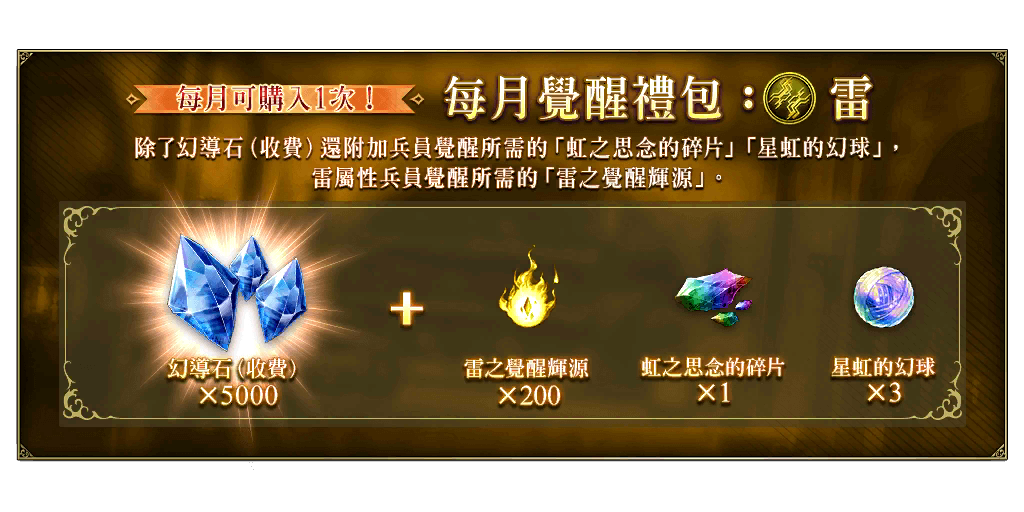 每月可購入1次！
每月覺醒禮包：雷
除了幻導石（收費）還附加兵員覺醒所需的「虹之思念的碎片」「星虹的幻球」，
雷屬性兵員覺醒所需的「雷之覺醒輝源」。
幻導石（收費）
×5000
+
雷之覺醒輝源
×200
虹之思念的碎片
×1
星虹的幻球
×3